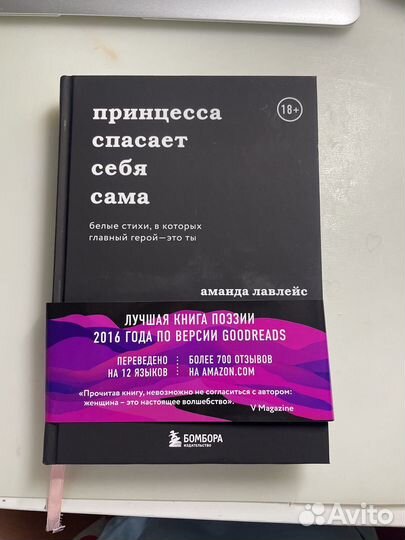 принцесса
18+
спасает
себя
сама
белые стихи, в которых
главный герой—это ты
аманда лавлейс
ЛУЧШАЯ КНИГА ПОЭЗИИ
2016 ГОДА ПО ВЕРСИИ GOODREADS
ПЕРЕВЕДЕНО
НА 12 ЯЗЫКОВ
БОЛЕЕ 700 ОТЗЫВОВ
НА AMAZON.COM
«Прочитав книгу, невозможно не согласиться с автором:
женщина – это настоящее волшебство».
V Magazine
БОМБОРА
ИЗДАТЕЛЬСТВО
Avito